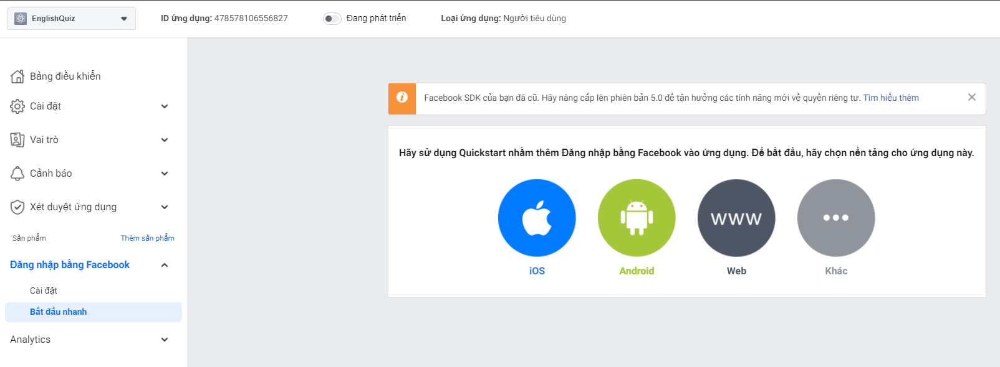 EnglishQuiz
ID ứng dụng: 478578106556827
Đang phát triển
Loại ứng dụng: Người tiêu dùng
Bảng điều khiển
Cài đặt
Vai trò
Cảnh báo
Xét duyệt ứng dụng
Sản phẩm
Thêm sản phẩm
Đăng nhập bằng Facebook
Cài đặt
Bắt đầu nhanh
Analytics
Facebook SDK của bạn đã cũ. Hãy nâng cấp lên phiên bản 5.0 để tận hưởng các tính năng mới về quyền riêng tư. Tìm hiểu thêm
Hãy sử dụng Quickstart nhằm thêm Đăng nhập bằng Facebook vào ứng dụng. Để bắt đầu, hãy chọn nền tảng cho ứng dụng này.
www
iOS
Android
Web
Khác